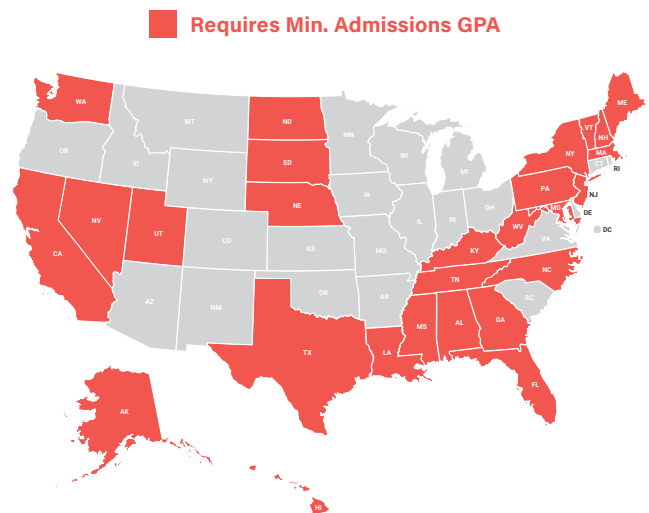 Requires Min. Admissions GPA
WA
MT
ND
MN
ME
VT
NH
OR
ID
SD
WI
MI
NY
MA
CT
RI
WY
NE
IA
PA
NJ
NV
UT
CO
IL
IN
OH
MD
DE
DC
CA
KS
MO
KY
WV
VA
AZ
NM
OK
AR
TN
NC
SC
MS
AL
GA
TX
LA
FL
AK
HI